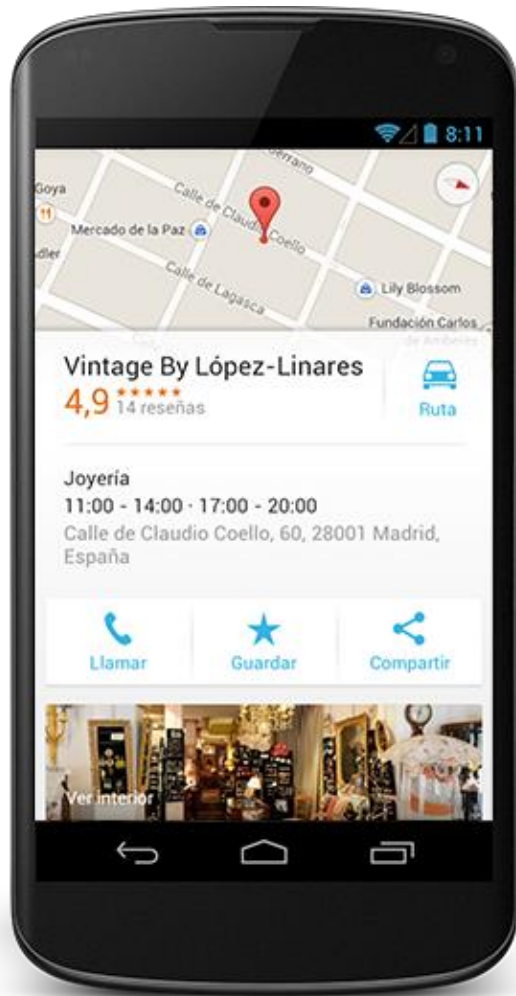 8:11
Serrano
Goya
Calle de Claudio Coello
Mercado de la Paz
Calle de Lagasca
Lily Blossom
Fundación Carlos
de Amberes
Vintage By López-Linares
4,9
14 reseñas
Ruta
Joyería
11:00 - 14:00 · 17:00 - 20:00
Calle de Claudio Coello, 60, 28001 Madrid,
España
Llamar
Guardar
Compartir
Ver interior